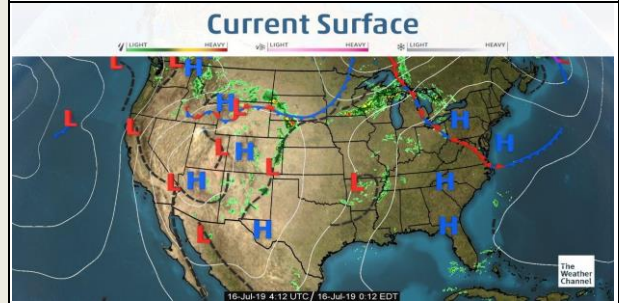 Current Surface
LIGHT HEAVY LIGHT HEAVY LIGHT HEAVY
L L L
H
H L
L L H H
L H
L
L H L H
L H H
The
Weather
Channel
16-Jul-19 4:12 UTC / 16-Jul-19 0:12 EDT